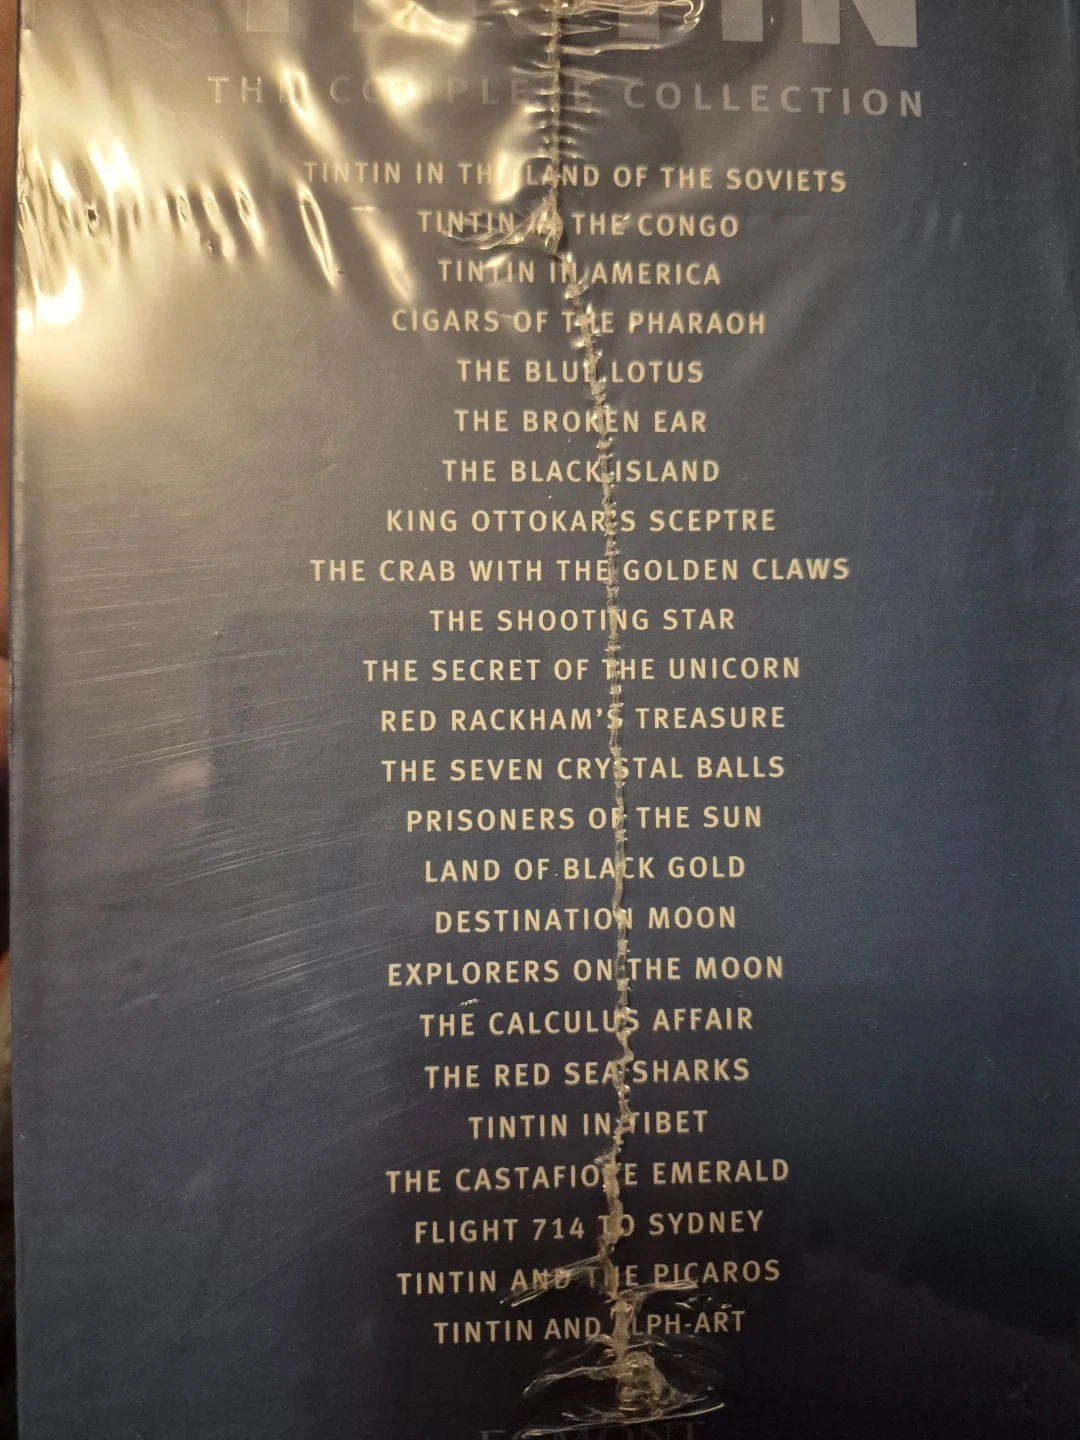 TINTIN
THE COMPLETE COLLECTION
TINTIN IN THE LAND OF THE SOVIETS
TINTIN IN THE CONGO
TINTIN IN AMERICA
CIGARS OF THE PHARAOH
THE BLUE LOTUS
THE BROKEN EAR
THE BLACK ISLAND
KING OTTOKAR'S SCEPTRE
THE CRAB WITH THE GOLDEN CLAWS
THE SHOOTING STAR
THE SECRET OF THE UNICORN
RED RACKHAM'S TREASURE
THE SEVEN CRYSTAL BALLS
PRISONERS OF THE SUN
LAND OF BLACK GOLD
DESTINATION MOON
EXPLORERS ON THE MOON
THE CALCULUS AFFAIR
THE RED SEA SHARKS
TINTIN IN TIBET
THE CASTAFIORE EMERALD
FLIGHT 714 TO SYDNEY
TINTIN AND THE PICAROS
TINTIN AND ALPH-ART
EGMONT